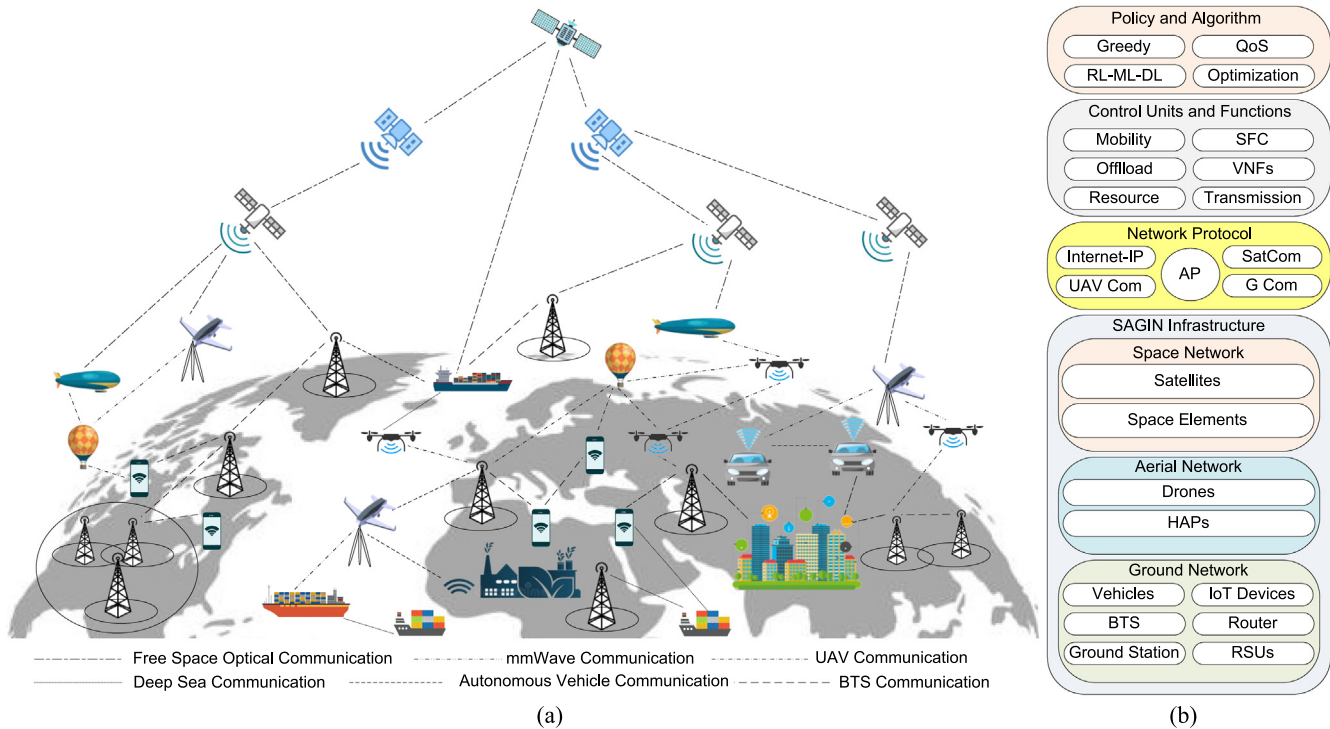 Policy and Algorithm
Greedy QoS
RL-ML-DL Optimization
Control Units and Functions
Mobility SFC
Offlload VNFs
Resource Transmission
Network Protocol
Internet-IP SatCom
AP
UAV Com G Com
SAGIN Infrastructure
Space Network
Satellites
Space Elements
Aerial Network
Drones
HAPs
Ground Network
Vehicles IoT Devices
BTS Router
Ground Station RSUs
Free Space Optical Communication mmWave Communication UAV Communication
Deep Sea Communication Autonomous Vehicle Communication BTS Communication
(a) (b)